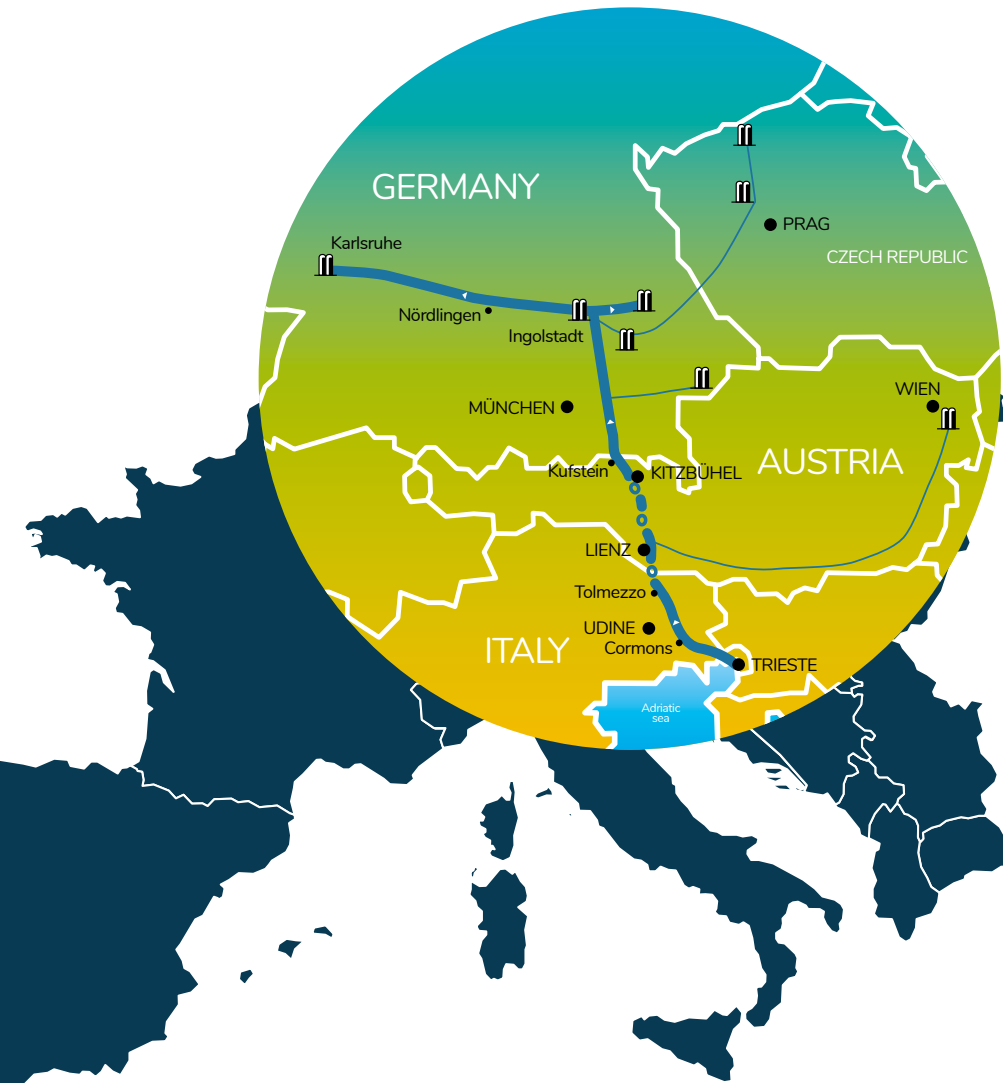 GERMANY
PRAG
Karlsruhe
CZECH REPUBLIC
Nördlingen
Ingolstadt
WIEN
MÜNCHEN
AUSTRIA
Kufstein
KITZBÜHEL
LIENZ
Tolmezzo
UDINE
ITALY
Cormons
TRIESTE
Adriatic
sea